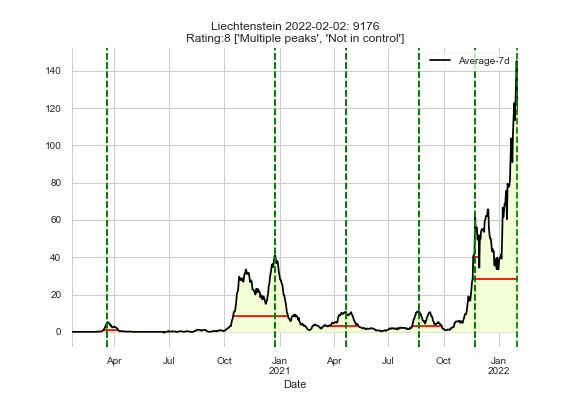 Liechtenstein 2022-02-02: 9176
Rating:8 ['Multiple peaks', 'Not in control']
Average-7d
140
120
100
80
60
40
20
0
Apr Jul Oct Jan Apr Jul Oct Jan
2021 2022
Date